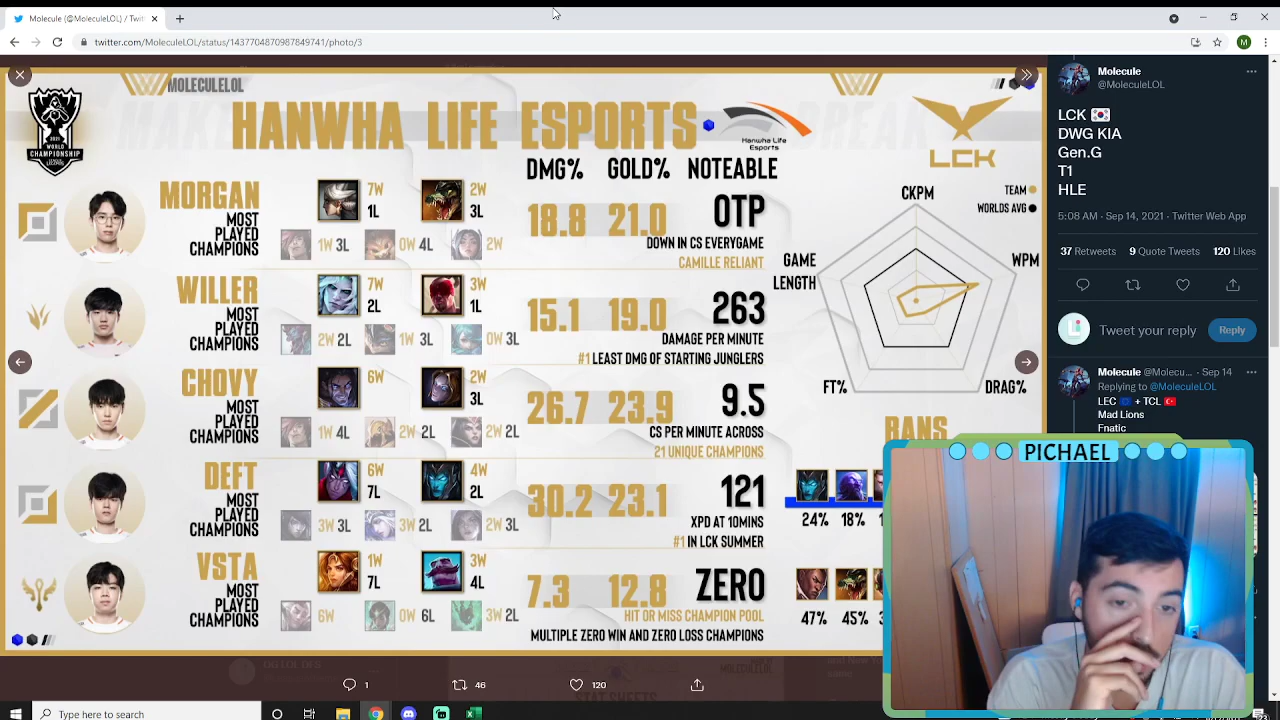 Molecule (@MoleculeLOL) / Twi
twitter.com/MoleculeLOL/status/1437704870987849741/photo/3
M
MOLECULELOL
HANWHA LIFE ESPORTS
Hanwha Life
Esports
LCK
2021
WORLD
CHAMPIONSHIP
DMG% GOLD% NOTEABLE
MORGAN
MOST
PLAYED
CHAMPIONS
7W
1L
2W
3L
1W 3L
0W 4L
2W
18.8 21.0 OTP
DOWN IN CS EVERYGAME
CAMILLE RELIANT
WILLER
MOST
PLAYED
CHAMPIONS
7W
2L
3W
1L
2W 2L
1W 3L
0W 3L
15.1 19.0 263
DAMAGE PER MINUTE
#1 LEAST DMG OF STARTING JUNGLERS
CHOVY
MOST
PLAYED
CHAMPIONS
6W
2W
3L
1W 4L
2W 2L
2W 2L
26.7 23.9 9.5
CS PER MINUTE ACROSS
21 UNIQUE CHAMPIONS
DEFT
MOST
PLAYED
CHAMPIONS
6W
7L
4W
2L
3W 3L
3W 2L
2W 3L
30.2 23.1 121
XPD AT 10MINS
#1 IN LCK SUMMER
VSTA
MOST
PLAYED
CHAMPIONS
1W
7L
3W
4L
6W
0W 6L
3W 2L
7.3 12.8 ZERO
HIT OR MISS CHAMPION POOL
MULTIPLE ZERO WIN AND ZERO LOSS CHAMPIONS
CKPM
TEAM
WORLDS AVG
GAME
LENGTH
WPM
FT%
DRAG%
BANS
24% 18%
47% 45%
PICHAEL
Molecule
@MoleculeLOL
LCK 🇰🇷
DWG KIA
Gen.G
T1
HLE
5:08 AM · Sep 14, 2021 · Twitter Web App
37 Retweets 9 Quote Tweets 120 Likes
Tweet your reply
Reply
Molecule @Molecu... · Sep 14
Replying to @MoleculeLOL
LEC 🇪🇺 + TCL 🇹🇷
Mad Lions
Fnatic
1
46
120
MOLECULELOL
STAT SHEETS
Type here to search